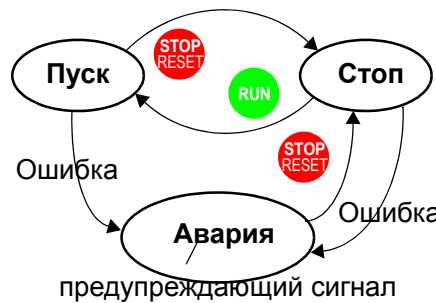 Пуск
STOP
RESET
Стоп
RUN
STOP
RESET
Ошибка
Ошибка
Авария
предупреждающий сигнал